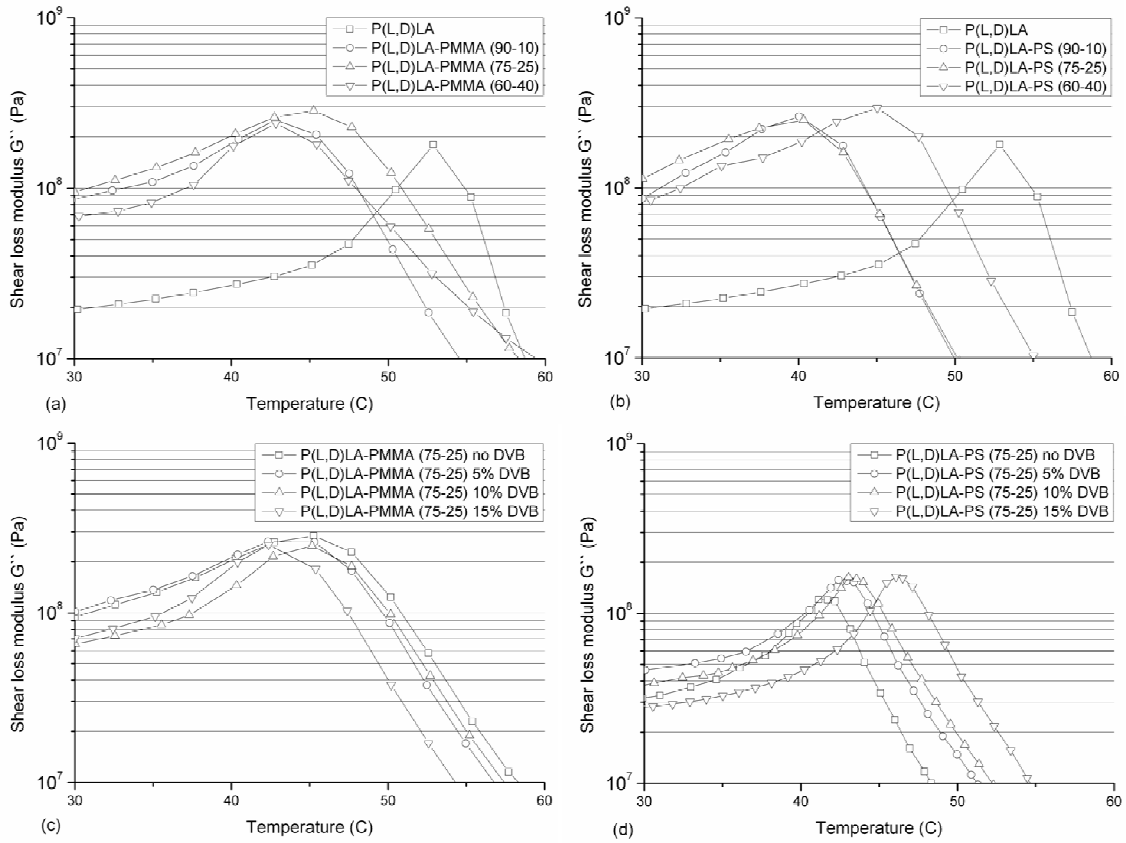 10⁹
10⁸
10⁷
Shear loss modulus G`` (Pa)
P(L,D)LA
P(L,D)LA-PMMA (90-10)
P(L,D)LA-PMMA (75-25)
P(L,D)LA-PMMA (60-40)
30 40 50 60
(a) Temperature (C)
10⁹
10⁸
10⁷
Shear loss modulus G`` (Pa)
P(L,D)LA
P(L,D)LA-PS (90-10)
P(L,D)LA-PS (75-25)
P(L,D)LA-PS (60-40)
30 40 50 60
(b) Temperature (C)
10⁹
10⁸
10⁷
Shear loss modulus G`` (Pa)
P(L,D)LA-PMMA (75-25) no DVB
P(L,D)LA-PMMA (75-25) 5% DVB
P(L,D)LA-PMMA (75-25) 10% DVB
P(L,D)LA-PMMA (75-25) 15% DVB
30 40 50 60
(c) Temperature (C)
10⁹
10⁸
10⁷
Shear loss modulus G`` (Pa)
P(L,D)LA-PS (75-25) no DVB
P(L,D)LA-PS (75-25) 5% DVB
P(L,D)LA-PS (75-25) 10% DVB
P(L,D)LA-PS (75-25) 15% DVB
30 40 50 60
(d) Temperature (C)